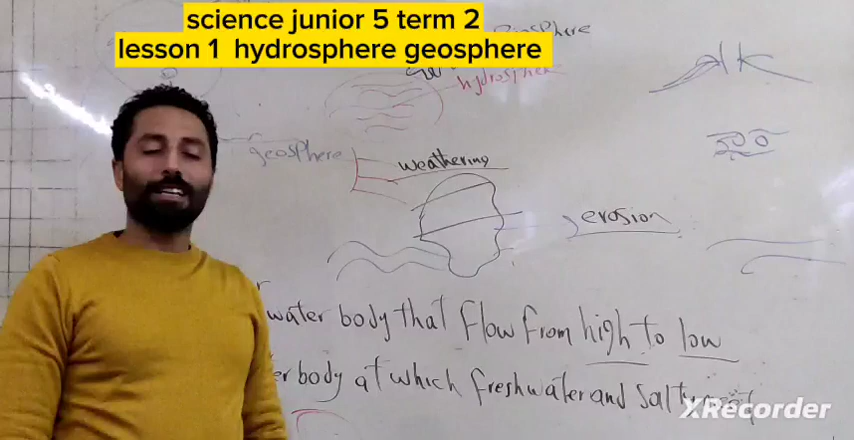 science junior 5 term 2
lesson 1 hydrosphere geosphere
hydrosphere
geosphere
weathering
erosion
water body that flow from high to low
body at which freshwater and salty
XRecorder